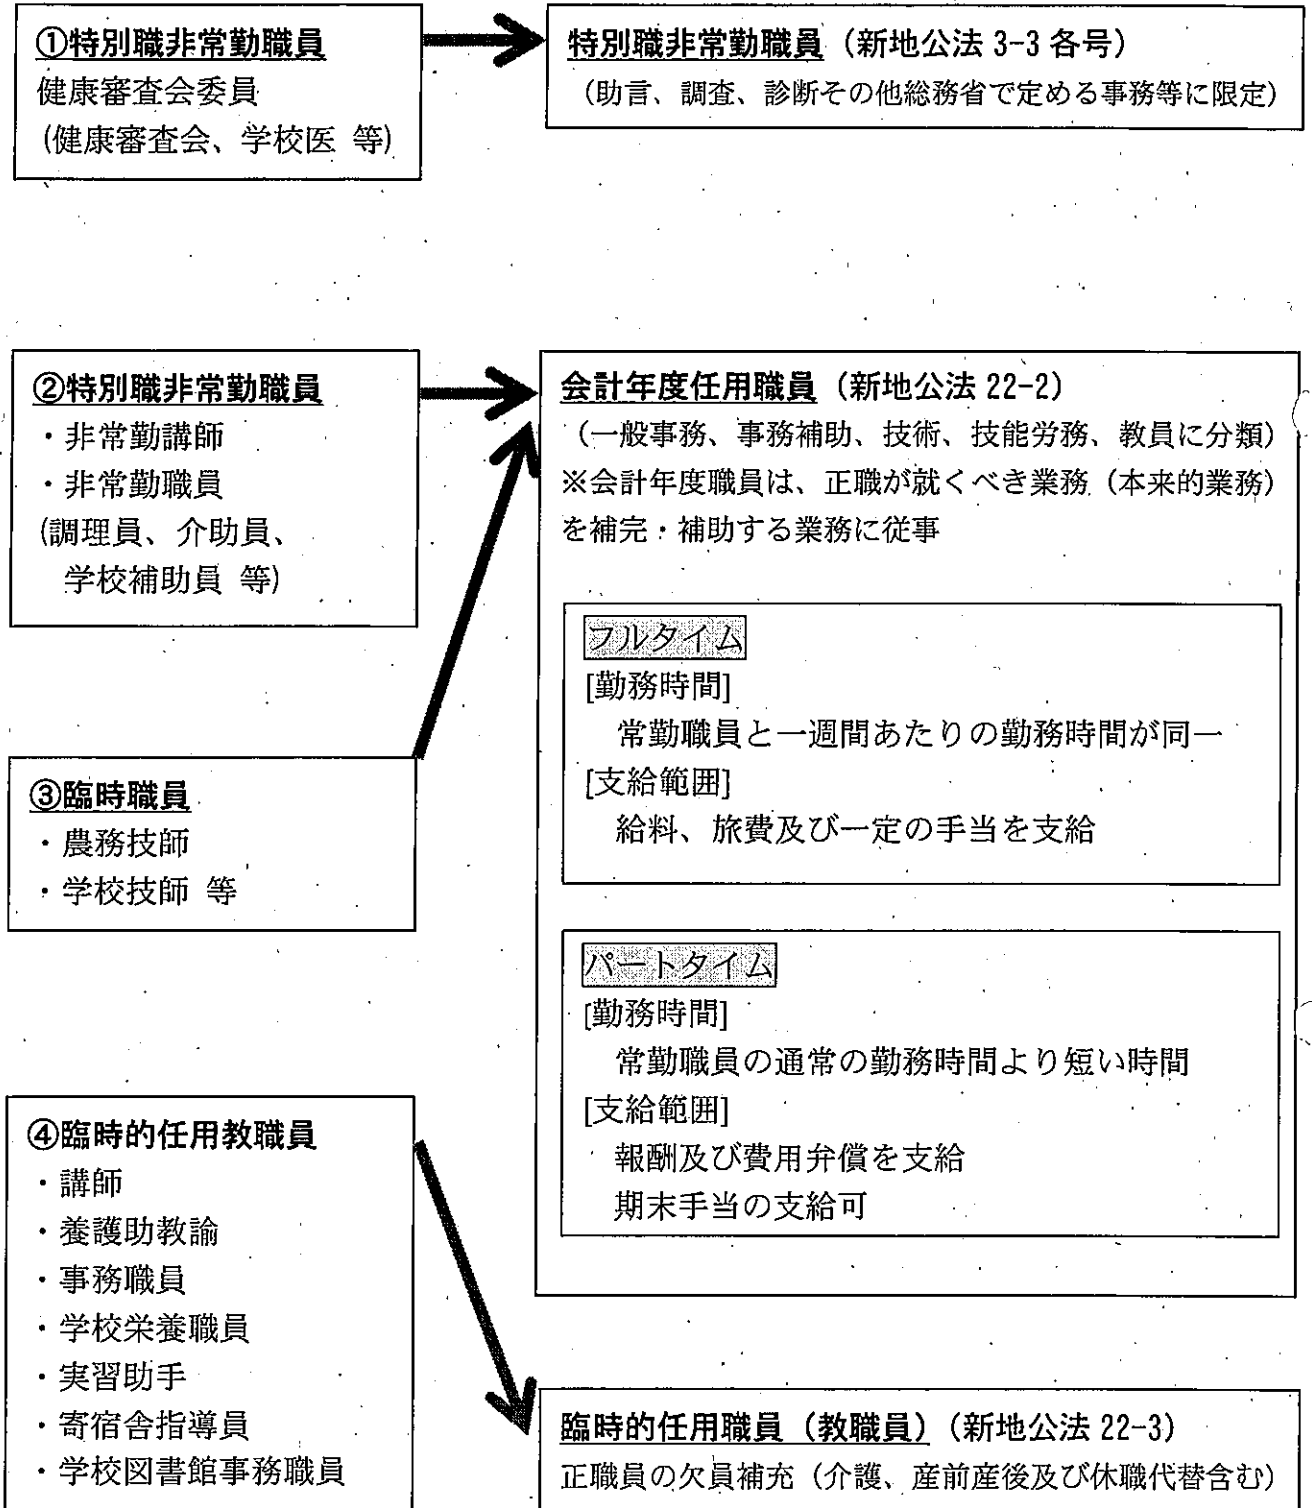 ①特別職非常勤職員
健康審査会委員
(健康審査会、学校医 等)
特別職非常勤職員（新地公法 3-3 各号）
（助言、調査、診断その他総務省で定める事務等に限定）
②特別職非常勤職員
・非常勤講師
・非常勤職員
(調理員、介助員、
学校補助員 等)
③臨時職員
・農務技師
・学校技師 等
会計年度任用職員（新地公法 22-2）
（一般事務、事務補助、技術、技能労務、教員に分類）
※会計年度職員は、正職が就くべき業務（本来的業務）
を補完・補助する業務に従事
フルタイム
[勤務時間]
常勤職員と一週間あたりの勤務時間が同一
[支給範囲]
給料、旅費及び一定の手当を支給
パートタイム
[勤務時間]
常勤職員の通常の勤務時間より短い時間
[支給範囲]
報酬及び費用弁償を支給
期末手当の支給可
④臨時的任用教職員
・講師
・養護助教諭
・事務職員
・学校栄養職員
・実習助手
・寄宿舎指導員
・学校図書館事務職員
臨時的任用職員（教職員）（新地公法 22-3）
正職員の欠員補充（介護、産前産後及び休職代替含む）